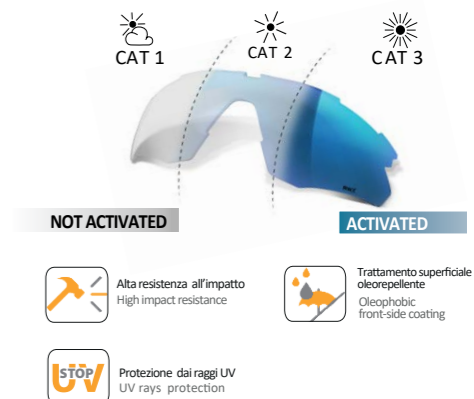 CAT 1
CAT 2
CAT 3
NOT ACTIVATED
ACTIVATED
Alta resistenza all'impatto
High impact resistance
Trattamento superficiale
oleorepellente
Oleophobic
front-side coating
STOP
UV
Protezione dai raggi UV
UV rays protection